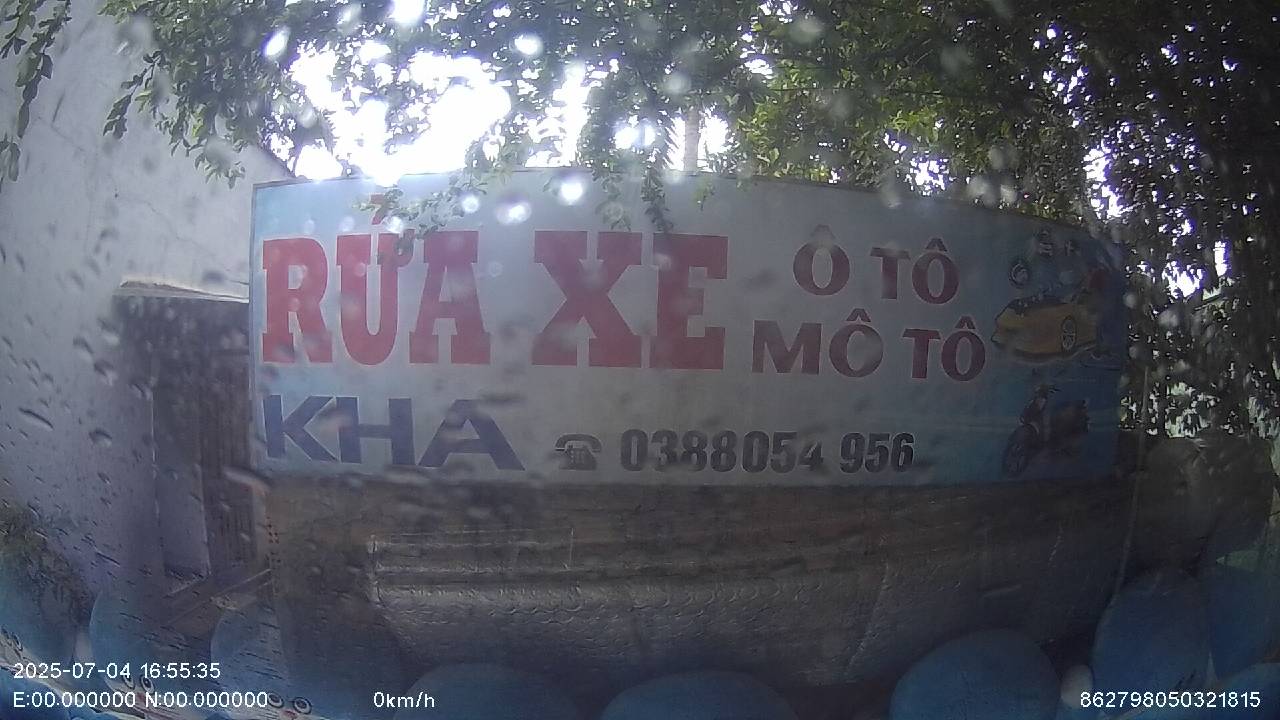 RỬA XE Ô TÔ
MÔ TÔ
KHA ☎ 0388054 956
2025-07-04 16:55:35
E:00.000000 N:00.000000 0km/h 862798050321815